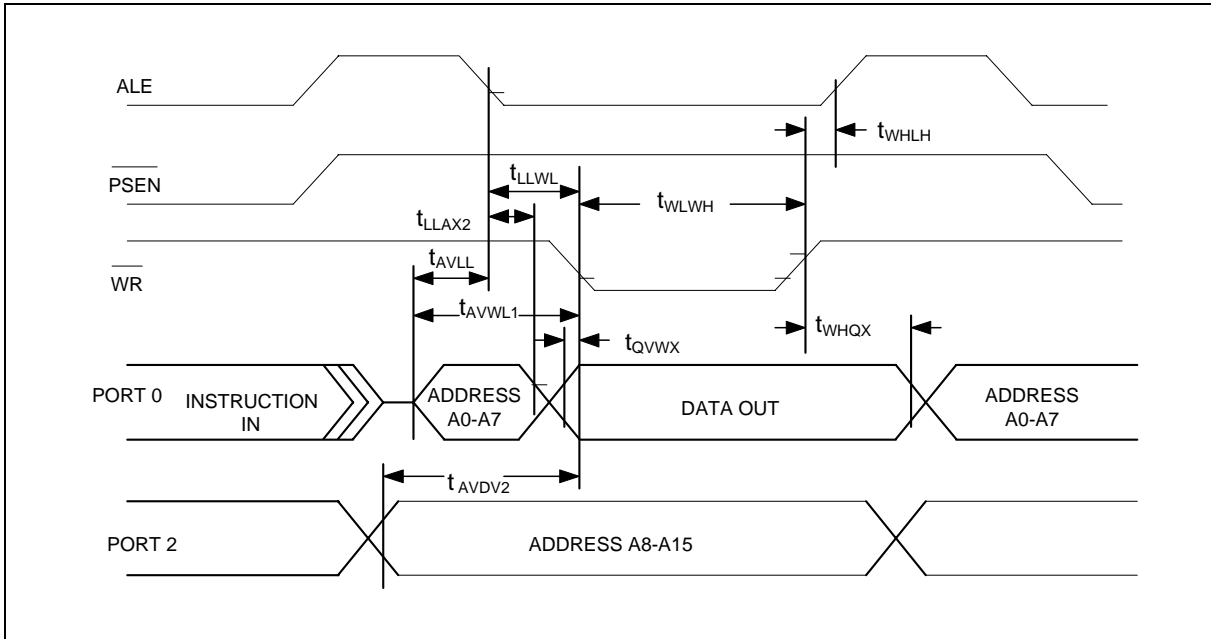 ALE
tWHLH
PSEN
tLLWL
tWLWH
tLLAX2
tAVLL
WR
tAVWL1
tWHQX
tQVWX
PORT 0
INSTRUCTION
IN
ADDRESS
A0-A7
DATA OUT
ADDRESS
A0-A7
t AVDV2
PORT 2
ADDRESS A8-A15